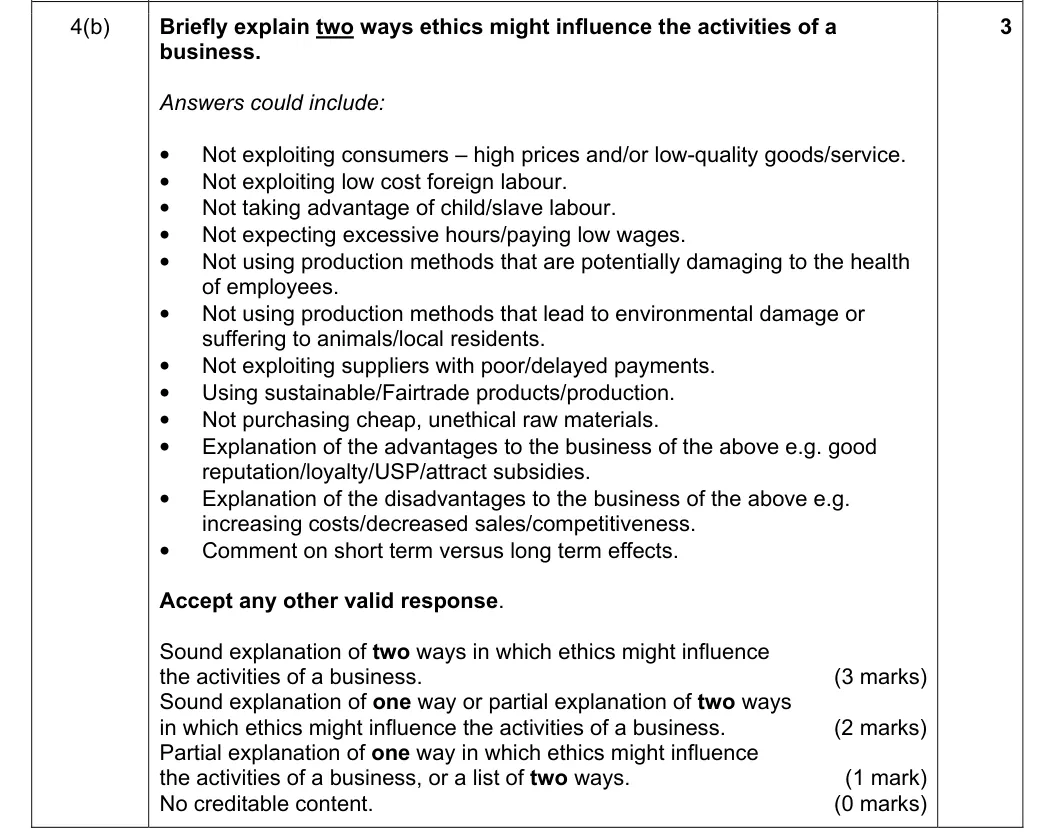 4(b) Briefly explain two ways ethics might influence the activities of a 3
business.
Answers could include:
• Not exploiting consumers – high prices and/or low-quality goods/service.
• Not exploiting low cost foreign labour.
• Not taking advantage of child/slave labour.
• Not expecting excessive hours/paying low wages.
• Not using production methods that are potentially damaging to the health
of employees.
• Not using production methods that lead to environmental damage or
suffering to animals/local residents.
• Not exploiting suppliers with poor/delayed payments.
• Using sustainable/Fairtrade products/production.
• Not purchasing cheap, unethical raw materials.
• Explanation of the advantages to the business of the above e.g. good
reputation/loyalty/USP/attract subsidies.
• Explanation of the disadvantages to the business of the above e.g.
increasing costs/decreased sales/competitiveness.
• Comment on short term versus long term effects.
Accept any other valid response.
Sound explanation of two ways in which ethics might influence
the activities of a business. (3 marks)
Sound explanation of one way or partial explanation of two ways
in which ethics might influence the activities of a business. (2 marks)
Partial explanation of one way in which ethics might influence
the activities of a business, or a list of two ways. (1 mark)
No creditable content. (0 marks)